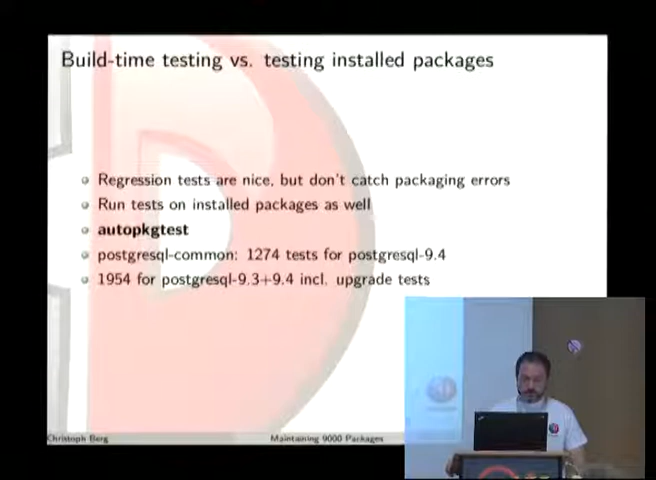 Build-time testing vs. testing installed packages
Regression tests are nice, but don't catch packaging errors
Run tests on installed packages as well
autopkgtest
postgresql-common: 1274 tests for postgresql-9.4
1954 for postgresql-9.3+9.4 incl. upgrade tests
Christoph Berg
Maintaining 9000 Packages